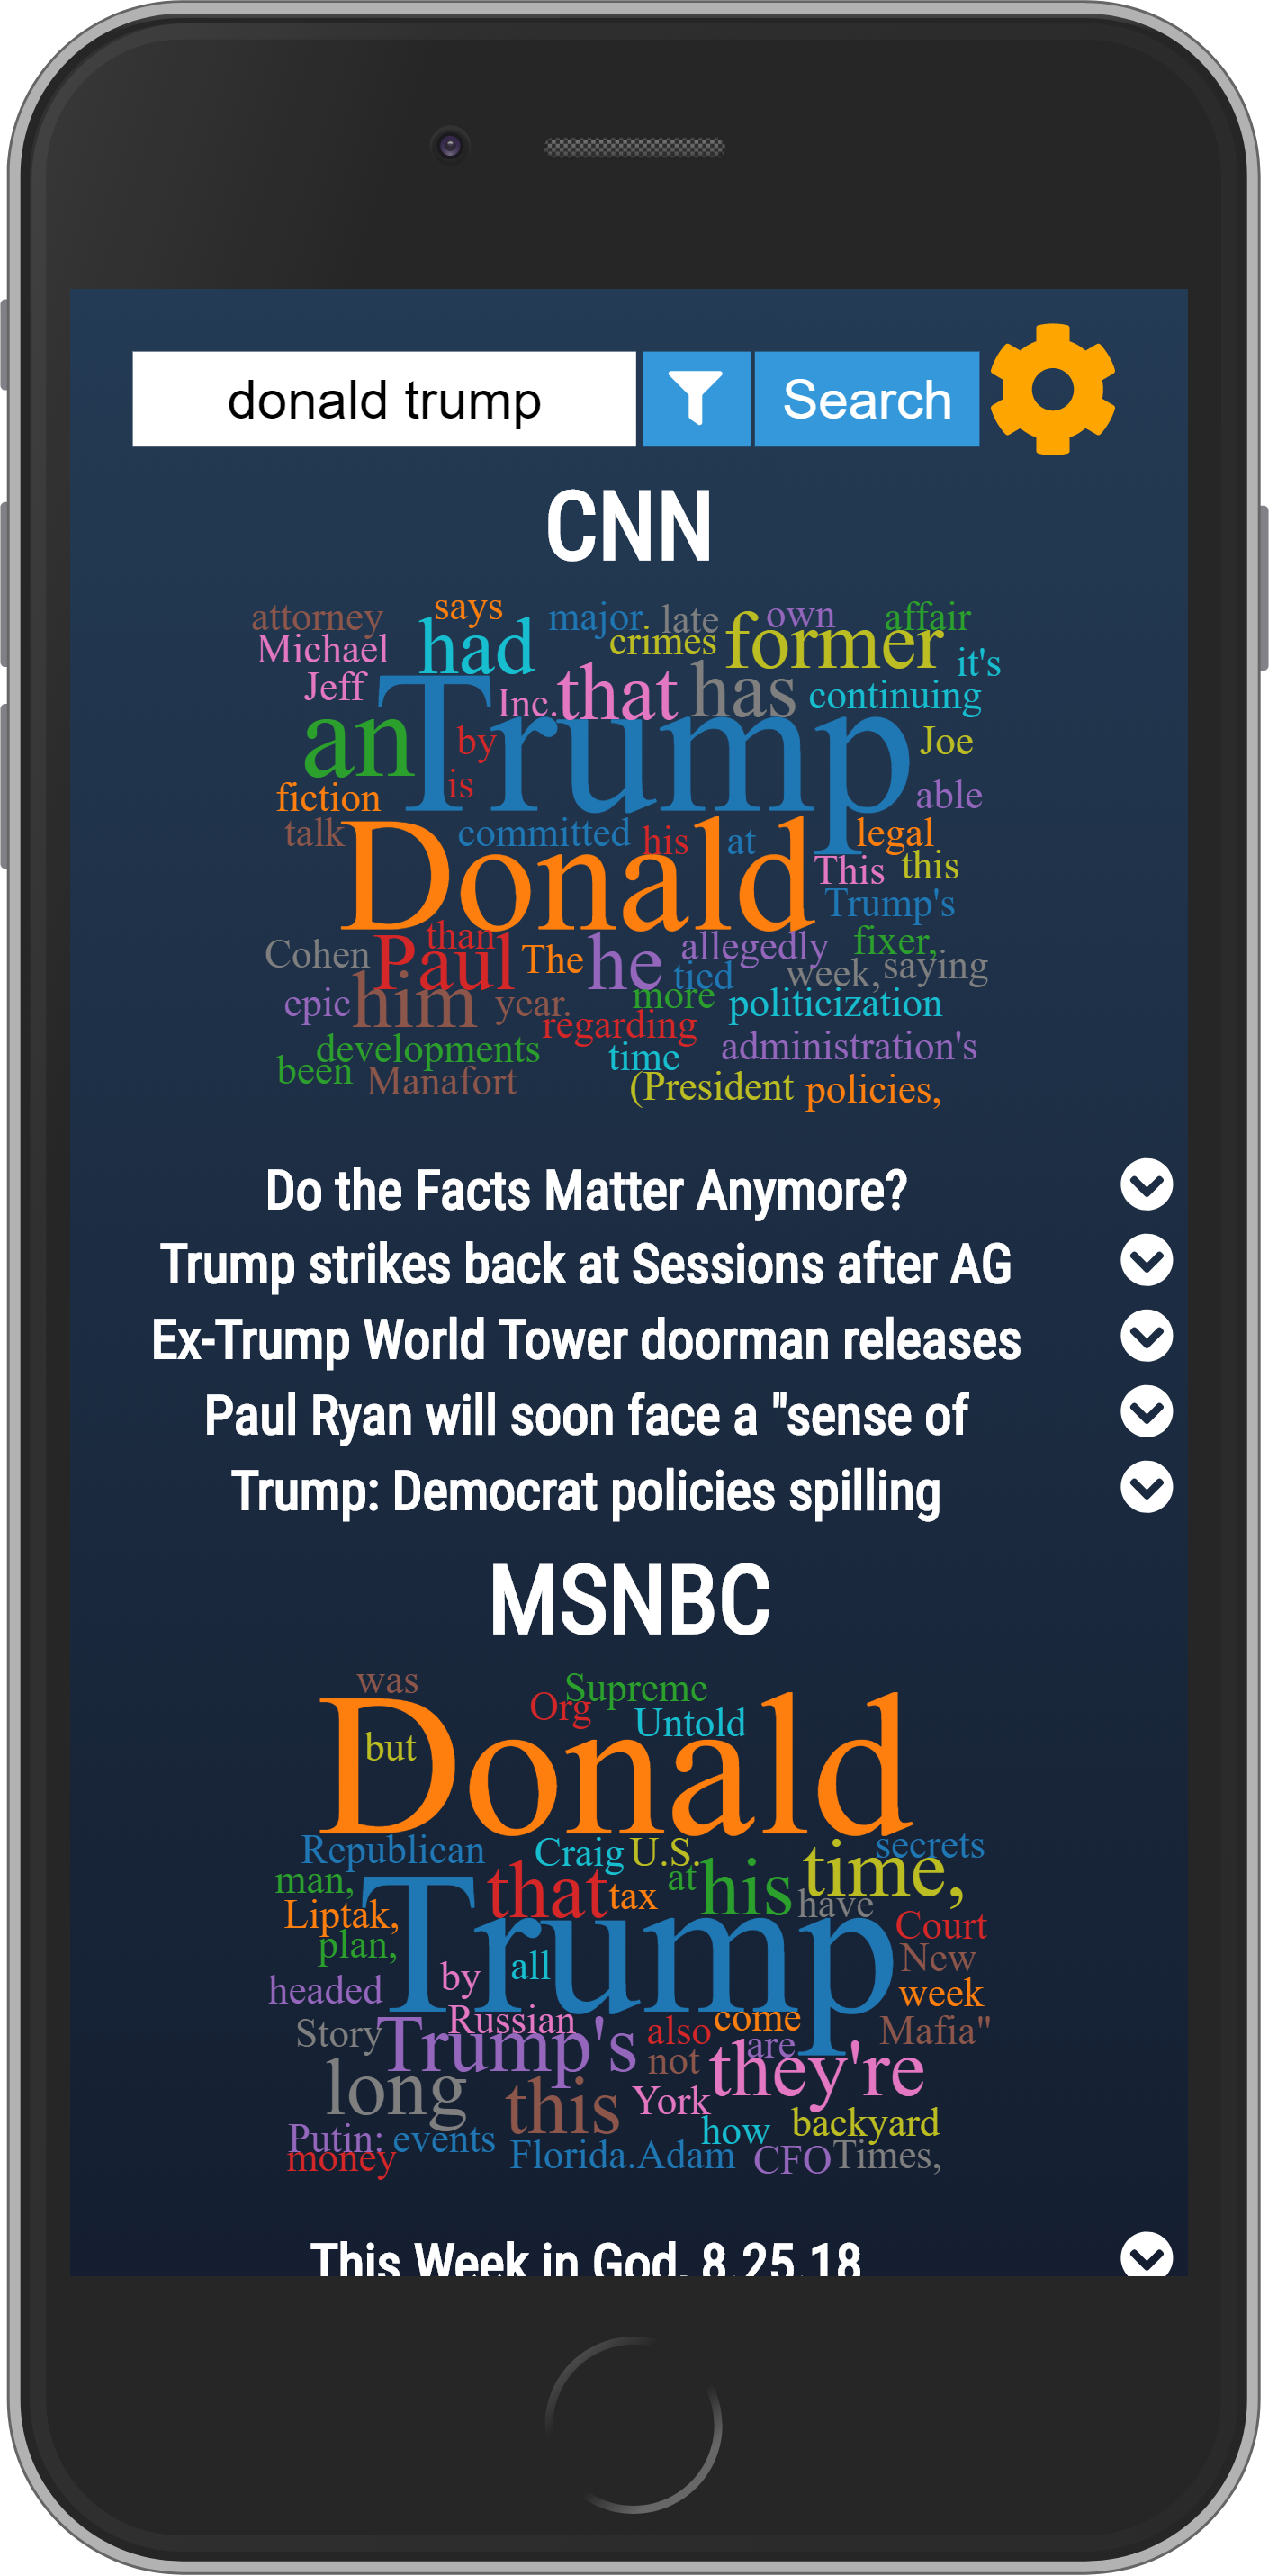 donald trump
Search
CNN
attorney says major. late own affair
Michael had crimes former it's
Jeff Trump Inc. that has continuing
an by Joe
fiction is able
talk committed his at legal
Donald This this
Trump's
Cohen Paul than The he allegedly fixer,
tied week, saying
epic him year. more politicization
regarding
developments time administration's
been Manafort (President policies,
Do the Facts Matter Anymore?
Trump strikes back at Sessions after AG
Ex-Trump World Tower doorman releases
Paul Ryan will soon face a "sense of
Trump: Democrat policies spilling
MSNBC
was Supreme
Org Untold
but Donald
Republican Craig U.S. secrets
man, that tax at his time,
Liptak, Trump have Court
plan, New
headed by all week
Story Russian also come Mafia"
Trump's not are they're
long this York
how backyard
Putin: events Florida.Adam CFO Times,
money
This Week in God, 8.25.18